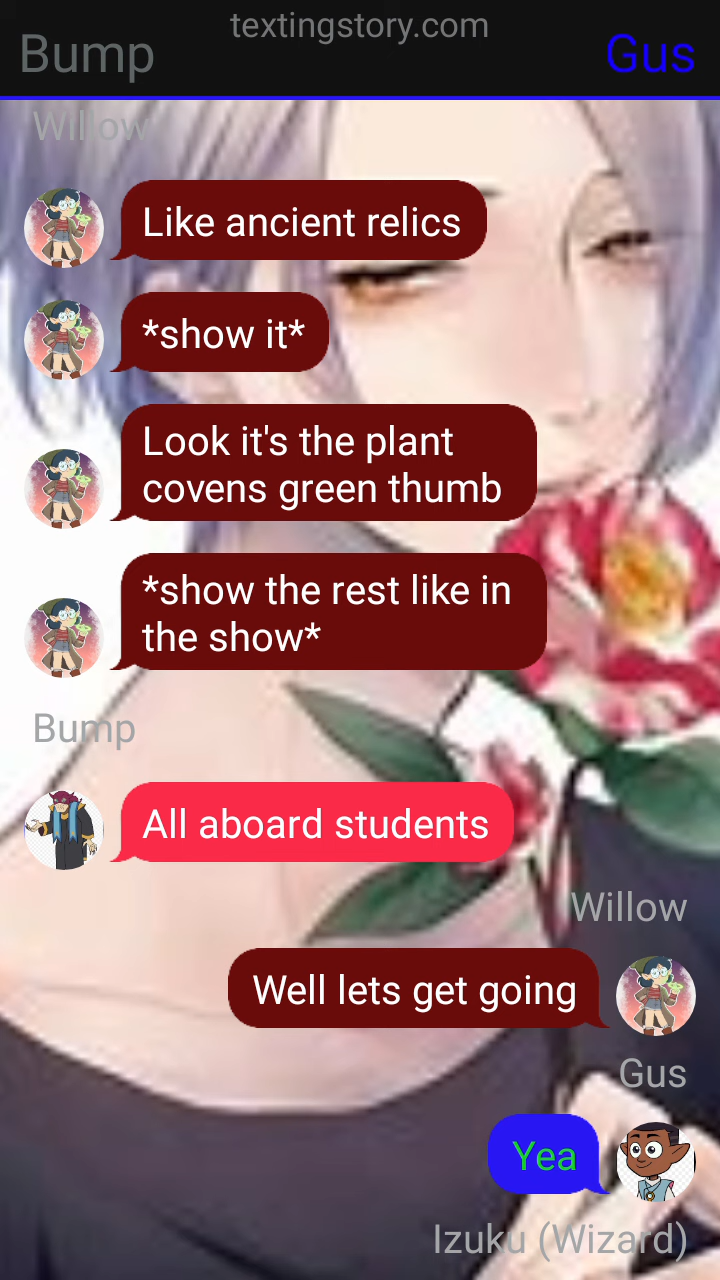 textingstory.com
Bump
Gus
Willow
Like ancient relics
*show it*
Look it's the plant
covens green thumb
*show the rest like in
the show*
Bump
All aboard students
Willow
Well lets get going
Gus
Yea
Izuku (Wizard)